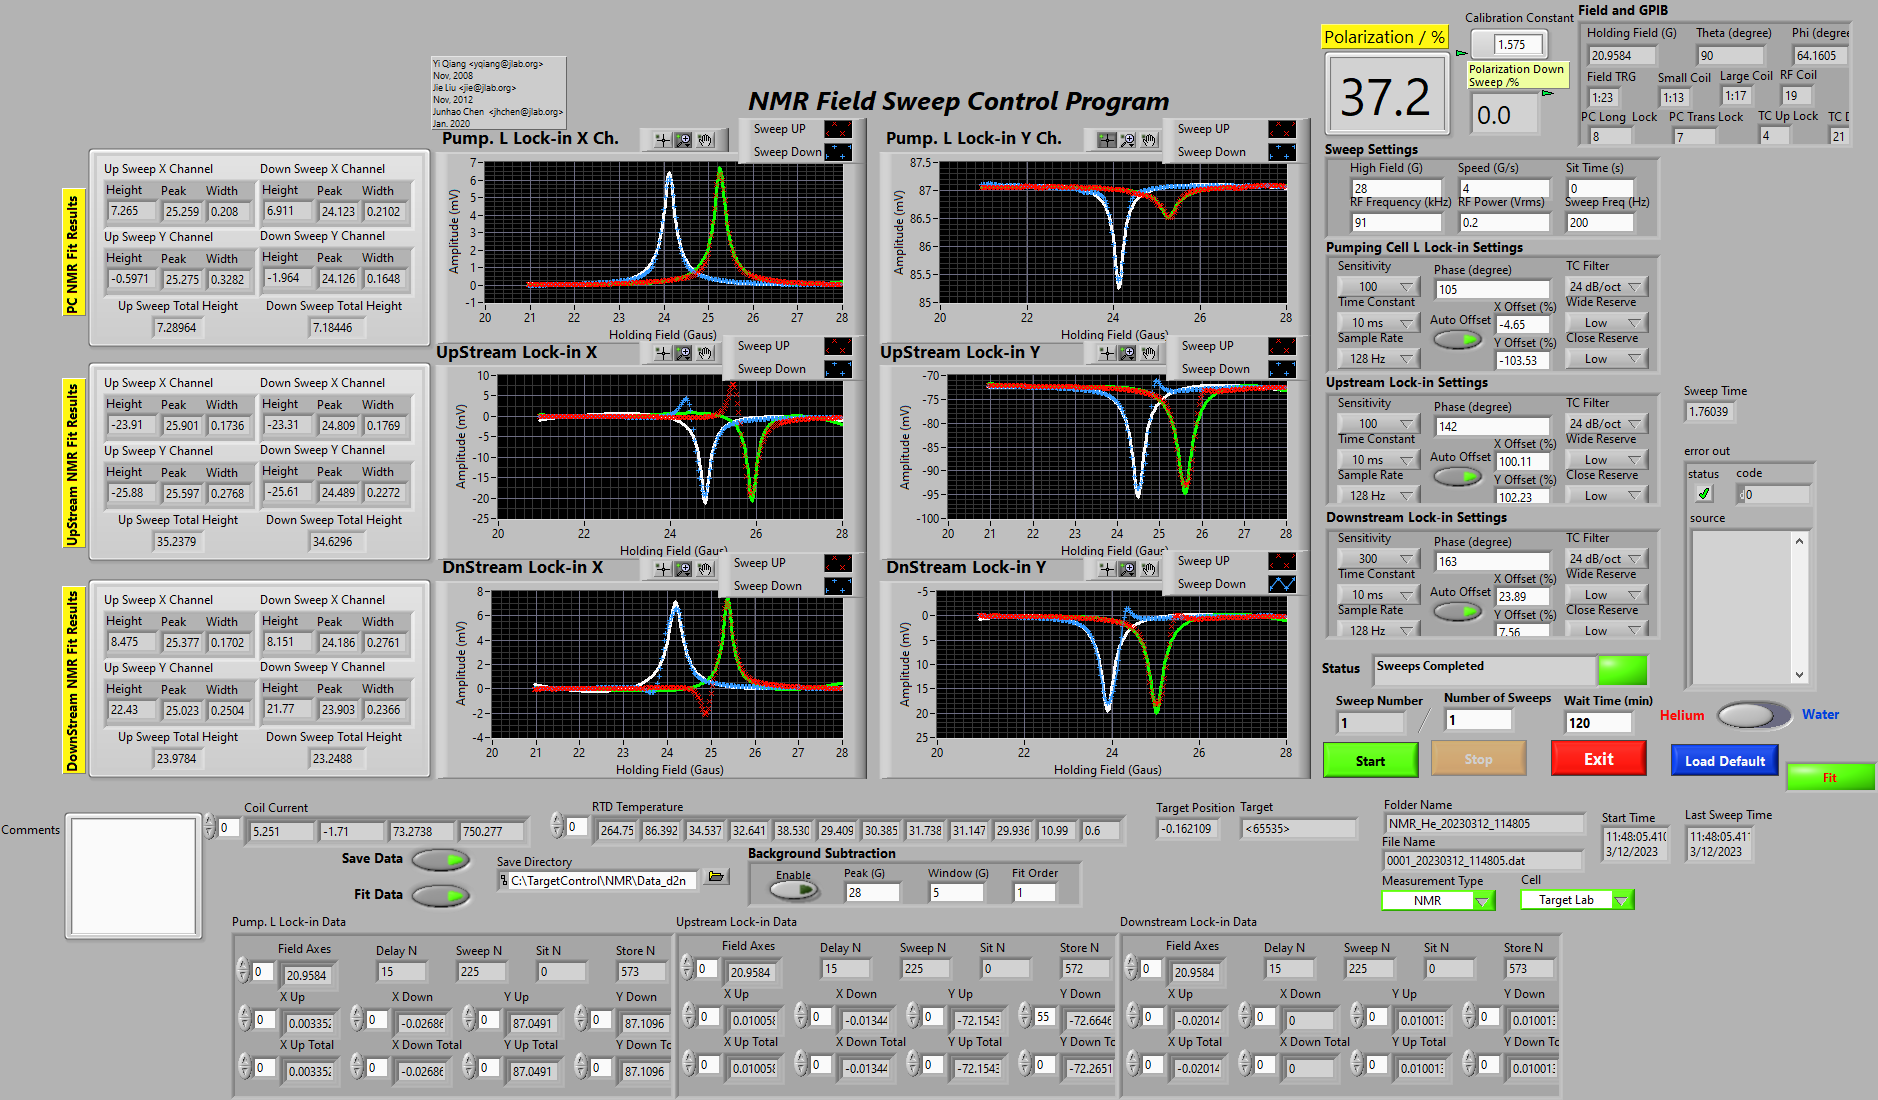 Yi Qiang <yqiang@jlab.org>
Nov, 2008
Jie Liu <jie@jlab.org>
Nov, 2012
Junhao Chen <jhchen@jlab.org>
Jan. 2020
NMR Field Sweep Control Program
Polarization / %
37.2
Calibration Constant
1.575
Polarization Down
Sweep /%
0.0
Field and GPIB
Holding Field (G) Theta (degree) Phi (degree
20.9584 90 64.1605
Field TRG Small Coil Large Coil RF Coil
1:23 1:13 1:17 19
PC Long Lock PC Trans Lock TC Up Lock TC D
8 7 4 21
PC NMR Fit Results
Up Sweep X Channel Down Sweep X Channel
Height Peak Width Height Peak Width
7.265 25.259 0.208 6.911 24.123 0.2102
Up Sweep Y Channel Down Sweep Y Channel
Height Peak Width Height Peak Width
-0.5971 25.275 0.3282 -1.964 24.126 0.1648
Up Sweep Total Height Down Sweep Total Height
7.28964 7.18446
UpStream NMR Fit Results
Up Sweep X Channel Down Sweep X Channel
Height Peak Width Height Peak Width
-23.91 25.901 0.1736 -23.31 24.809 0.1769
Up Sweep Y Channel Down Sweep Y Channel
Height Peak Width Height Peak Width
-25.88 25.597 0.2768 -25.61 24.489 0.2272
Up Sweep Total Height Down Sweep Total Height
35.2379 34.6296
DownStream NMR Fit Results
Up Sweep X Channel Down Sweep X Channel
Height Peak Width Height Peak Width
8.475 25.377 0.1702 8.151 24.186 0.2761
Up Sweep Y Channel Down Sweep Y Channel
Height Peak Width Height Peak Width
22.43 25.023 0.2504 21.77 23.903 0.2366
Up Sweep Total Height Down Sweep Total Height
23.9784 23.2488
Pump. L Lock-in X Ch.
Sweep UP
Sweep Down
Amplitude (mV)
7
6
5
4
3
2
1
0
-1
20 21 22 23 24 25 26 27 28
Holding Field (Gaus)
Pump. L Lock-in Y Ch.
Sweep UP
Sweep Down
Amplitude (mV)
87.5
87
86.5
86
85.5
85
20 22 24 26 28
Holding Field (Gaus)
UpStream Lock-in X
Sweep UP
Sweep Down
Amplitude (mV)
10
5
0
-5
-10
-15
-20
-25
20 22 24 26 28
Holding Field (Gaus)
UpStream Lock-in Y
Sweep UP
Sweep Down
Amplitude (mV)
-70
-75
-80
-85
-90
-95
-100
20 21 22 23 24 25 26 27 28
Holding Field (Gaus)
DnStream Lock-in X
Sweep UP
Sweep Down
Amplitude (mV)
8
6
4
2
0
-2
-4
20 21 22 23 24 25 26 27 28
Holding Field (Gaus)
DnStream Lock-in Y
Sweep UP
Sweep Down
Amplitude (mV)
-5
0
5
10
15
20
25
20 22 24 26 28
Holding Field (Gaus)
Sweep Settings
High Field (G) Speed (G/s) Sit Time (s)
28 4 0
RF Frequency (kHz) RF Power (Vrms) Sweep Freq (Hz)
91 0.2 200
Pumping Cell L Lock-in Settings
Sensitivity Phase (degree) TC Filter
100 105 24 dB/oct
Time Constant X Offset (%) Wide Reserve
10 ms Auto Offset -4.65 Low
Sample Rate Y Offset (%) Close Reserve
128 Hz -103.53 Low
Upstream Lock-in Settings
Sensitivity Phase (degree) TC Filter
100 142 24 dB/oct
Time Constant X Offset (%) Wide Reserve
10 ms Auto Offset 100.11 Low
Sample Rate Y Offset (%) Close Reserve
128 Hz 102.23 Low
Downstream Lock-in Settings
Sensitivity Phase (degree) TC Filter
300 163 24 dB/oct
Time Constant X Offset (%) Wide Reserve
10 ms Auto Offset 23.89 Low
Sample Rate Y Offset (%) Close Reserve
128 Hz 7.56 Low
Sweep Time
1.76039
error out
status code
0
source
Status Sweeps Completed
Sweep Number Number of Sweeps Wait Time (min)
1 1 120
Helium Water
Start Stop Exit Load Default Fit
Comments
Coil Current
0 5.251 -1.71 73.2738 750.277
RTD Temperature
0 264.75 86.392 34.537 32.641 38.530 29.409 30.385 31.738 31.147 29.936 10.99 0.6
Target Position Target
-0.162109 <65535>
Folder Name
NMR_He_20230312_114805
File Name
0001_20230312_114805.dat
Measurement Type Cell
NMR Target Lab
Start Time Last Sweep Time
11:48:05.410 11:48:05.41
3/12/2023 3/12/2023
Save Data
Fit Data
Save Directory
C:\TargetControl\NMR\Data_d2n
Background Subtraction
Enable Peak (G) Window (G) Fit Order
28 5 1
Pump. L Lock-in Data
Field Axes Delay N Sweep N Sit N Store N
0 20.9584 15 225 0 573
X Up X Down Y Up Y Down
0 0.003352 0 -0.02686 0 87.0491 0 87.1096
X Up Total X Down Total Y Up Total Y Down To
0 0.003352 0 -0.02686 0 87.0491 0 87.1096
Upstream Lock-in Data
Field Axes Delay N Sweep N Sit N Store N
0 20.9584 15 225 0 572
X Up X Down Y Up Y Down
0 0.010058 0 -0.01344 0 -72.1543 55 -72.6646
X Up Total X Down Total Y Up Total Y Down Tc
0 0.010058 0 -0.01344 0 -72.1543 0 -72.2651
Downstream Lock-in Data
Field Axes Delay N Sweep N Sit N Store N
0 20.9584 15 225 0 573
X Up X Down Y Up Y Down
0 -0.02014 0 0 0 0.010013 0 0.010013
X Up Total X Down Total Y Up Total Y Down Tc
0 -0.02014 0 0 0 0.010013 0 0.010013